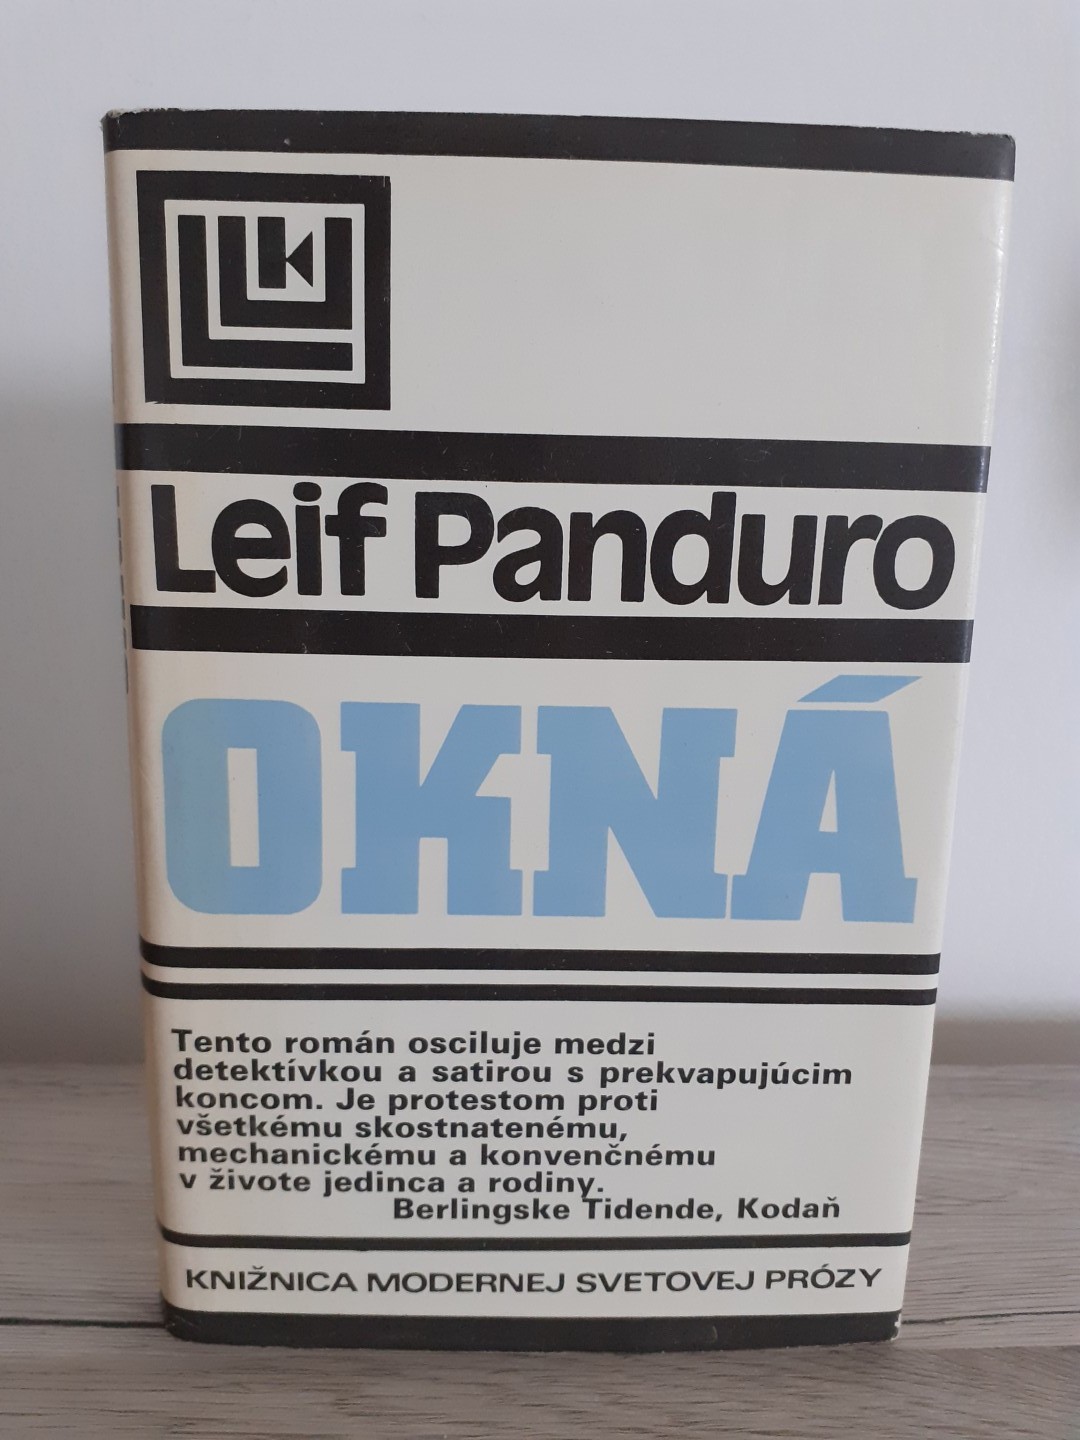 Leif Panduro
OKNÁ
Tento román osciluje medzi
detektívkou a satirou s prekvapujúcim
koncom. Je protestom proti
všetkému skostnatenému,
mechanickému a konvenčnému
v živote jedinca a rodiny.
Berlingske Tidende, Kodaň
KNIŽNICA MODERNEJ SVETOVEJ PRÓZY